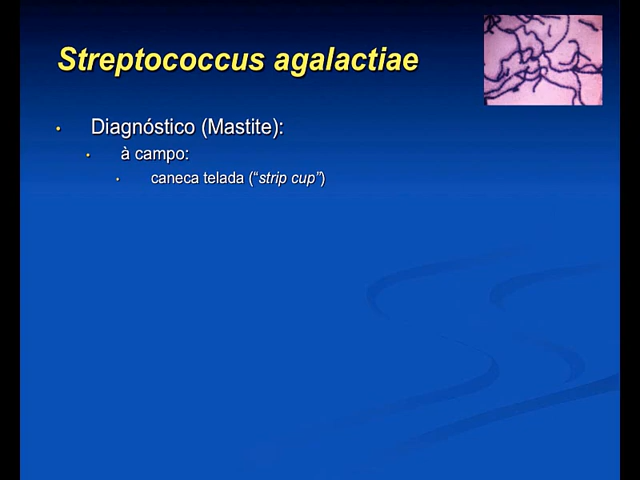 Streptococcus agalactiae
• Diagnóstico (Mastite):
• à campo:
• caneca telada (“strip cup”)